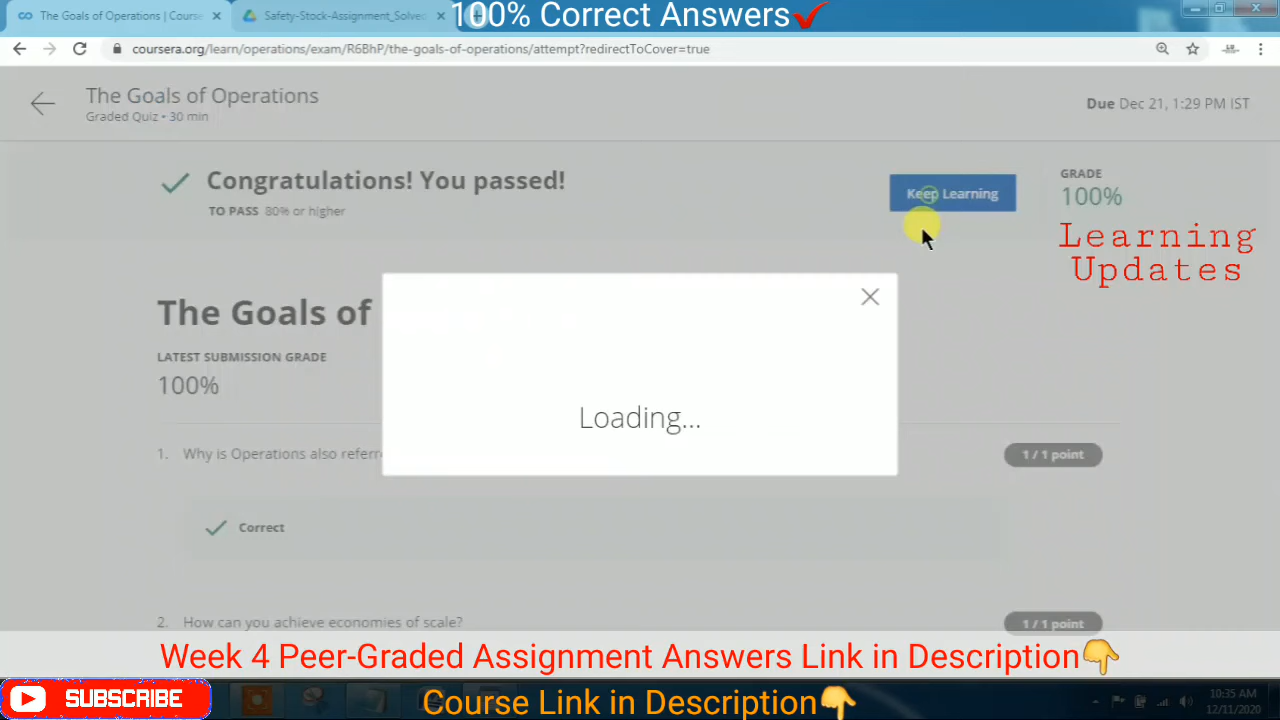 The Goals of Operations | Course
Safety-Stock-Assignment_Solve
100% Correct Answers✔
coursera.org/learn/operations/exam/R6BhP/the-goals-of-operations/attempt?redirectToCover=true
The Goals of Operations
Graded Quiz • 30 min
Due Dec 21, 1:29 PM IST
Congratulations! You passed!
TO PASS 80% or higher
Keep Learning
GRADE
100%
Learning
Updates
The Goals of
LATEST SUBMISSION GRADE
100%
Loading...
1. Why is Operations also referr
1 / 1 point
Correct
2. How can you achieve economies of scale?
1 / 1 point
Week 4 Peer-Graded Assignment Answers Link in Description👇
SUBSCRIBE
Course Link in Description👇
10:35 AM
12/11/2020